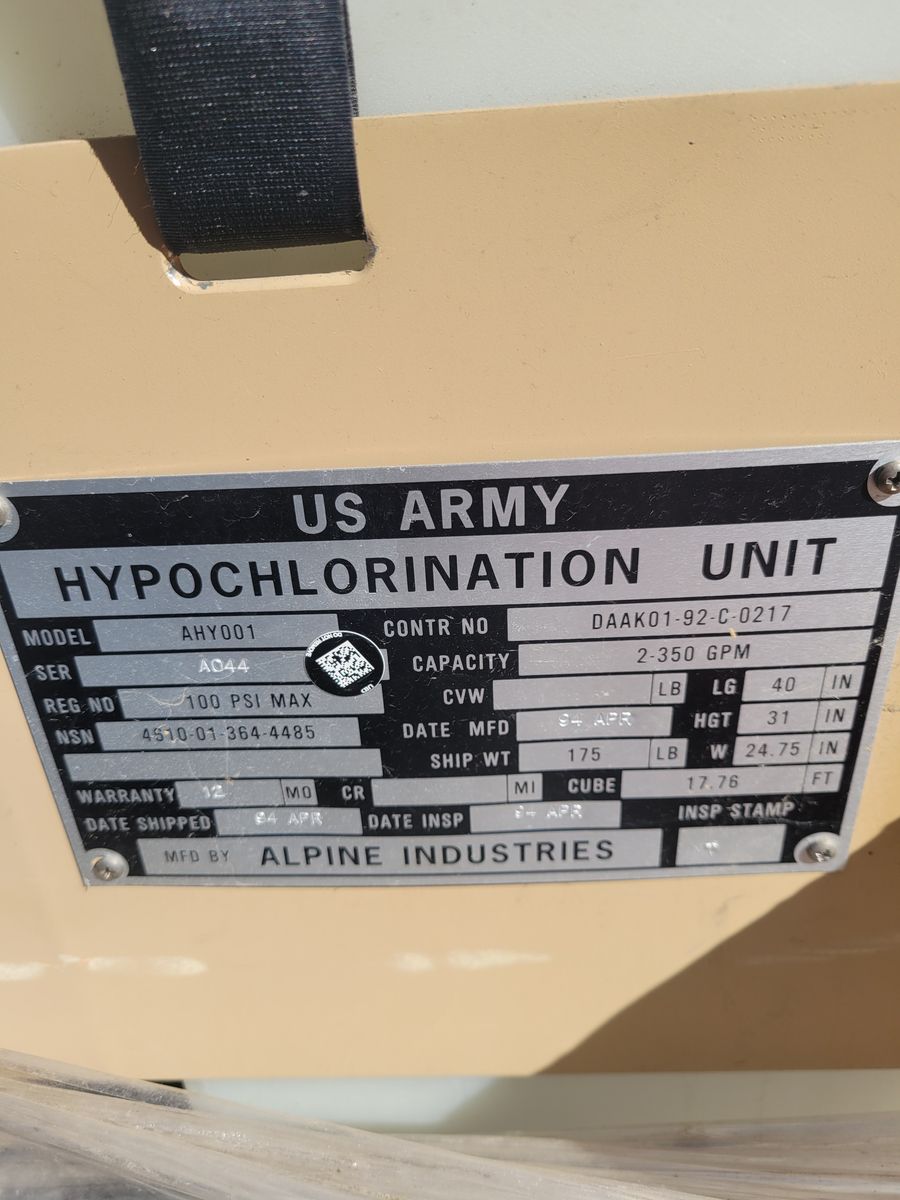 US ARMY
HYPOCHLORINATION UNIT
MODEL AHY001 CONTR NO DAAK01-92-C-0217
SER A044 CAPACITY 2-350 GPM
REG NO 100 PSI MAX CVW LB LG 40 IN
NSN 4610-01-364-4485 DATE MFD 94 APR HGT 31 IN
SHIP WT 175 LB W 24.75 IN
WARRANTY 12 MO CR MI CUBE 17.76 FT
DATE SHIPPED 94 APR DATE INSP 94 APR INSP STAMP
MFD BY ALPINE INDUSTRIES